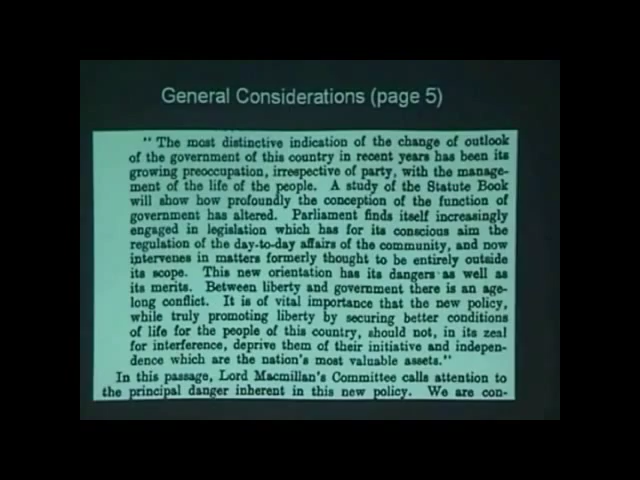 General Considerations (page 5)
" The most distinctive indication of the change of outlook
of the government of this country in recent years has been its
growing preoccupation, irrespective of party, with the manage-
ment of the life of the people. A study of the Statute Book
will show how profoundly the conception of the function of
government has altered. Parliament finds itself increasingly
engaged in legislation which has for its conscious aim the
regulation of the day-to-day affairs of the community, and now
intervenes in matters formerly thought to be entirely outside
its scope. This new orientation has its dangers as well as
its merits. Between liberty and government there is an age-
long conflict. It is of vital importance that the new policy,
while truly promoting liberty by securing better conditions
of life for the people of this country, should not, in its zeal
for interference, deprive them of their initiative and indepen-
dence which are the nation's most valuable assets."
In this passage, Lord Macmillan's Committee calls attention to
the principal danger inherent in this new policy. We are con-